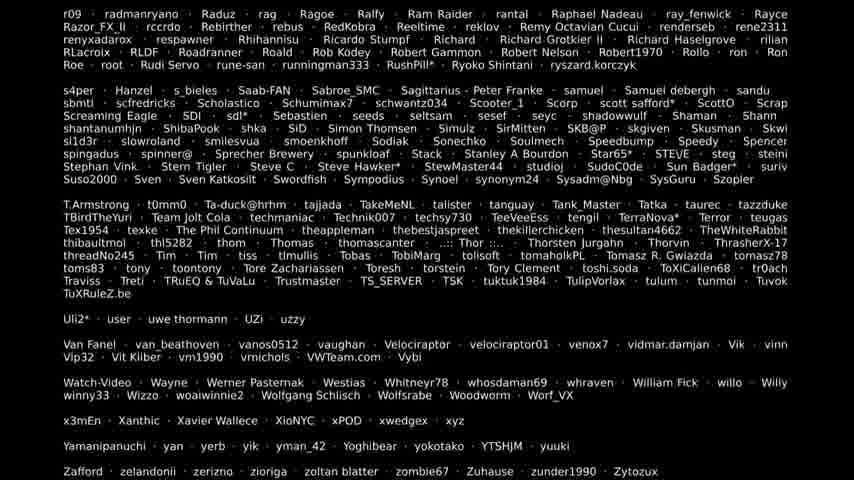 r09 · radmanryano · Raduz · rag · Ragoe · Ralfy · Ram Raider · rantal · Raphael Nadeau · ray_fenwick · Rayce
Razor_FX_II · rccrdo · Rebirther · rebus · RedKobra · Reeltime · reklov · Remy Octavian Cucui · renderseb · rene2311
renyxadarox · respawner · Rhihannisu · Ricardo Stumpf · Richard · Richard Grotkier II · Richard Haselgrove · rilian
RLacroix · RLDF · Roadranner · Roald · Rob Kodey · Robert Gammon · Robert Nelson · Robert1970 · Rollo · ron · Ron
Roe · root · Rudi Servo · rune-san · runningman333 · RushPill* · Ryoko Shintani · ryszard.korczyk
s4per · Hanzel · s_bieles · Saab-FAN · Sabroe_SMC · Sagittarius - Peter Franke · samuel · Samuel debergh · sandu
sbmtl · scfredricks · Scholastico · Schumimax7 · schwantz034 · Scooter_1 · Scorp · scott safford* · ScottO · Scrap
Screaming Eagle · SDI · sdl* · Sebastien · seeds · seltsam · sesef · seyc · shadowwulf · Shaman · Shann
shantanumhjn · ShibaPook · shka · SiD · Simon Thomsen · Simulz · SirMitten · SKB@P · skgiven · Skusman · Skwi
sl1d3r · slowroland · smilesvua · smoenkhoff · Sodiak · Sonechko · Soulmech · Speedbump · Speedy · Spencer
spingadus · spinner@ · Sprecher Brewery · spunkloaf · Stack · Stanley A Bourdon · Star65* · STE\/E · steg · steini
Stephan Vink · Stern Tigler · Steve C · Steve Hawker* · StewMaster44 · studioj · SudoC0de · Sun Badger* · suriv
Suso2000 · Sven · Sven Katkosilt · Swordfish · Sympodius · Synoel · synonym24 · Sysadm@Nbg · SysGuru · Szopler
T.Armstrong · t0mm0 · Ta-duck@hrhm · tajjada · TakeMeNL · talister · tanguay · Tank_Master · Tatka · taurec · tazzduke
TBirdTheYuri · Team Jolt Cola · techmaniac · Technik007 · techsy730 · TeeVeeEss · tengil · TerraNova* · Terror · teugas
Tex1954 · texke · The Phil Continuum · theappleman · thebestjaspreet · thekillerchicken · thesultan4662 · TheWhiteRabbit
thibaultmol · thl5282 · thom · Thomas · thomascanter · ..::: Thor ::.. · Thorsten Jurgahn · Thorvin · ThrasherX-17
threadNo245 · Tim · Tim · tiss · tlmullis · Tobas · TobiMarg · tolisoft · tomaholkPL · Tomasz R. Gwiazda · tomasz78
toms83 · tony · toontony · Tore Zachariassen · Toresh · torstein · Tory Clement · toshi.soda · ToXiCallen68 · tr0ach
Traviss · Treti · TRuEQ & TuVaLu · Trustmaster · TS_SERVER · TSK · tuktuk1984 · TulipVorlax · tulum · tunmoi · Tuvok
TuXRuleZ.be
Uli2* · user · uwe thormann · UZi · uzzy
Van Fanel · van_beathoven · vanos0512 · vaughan · Velociraptor · velociraptor01 · venox7 · vidmar.damjan · Vik · vinn
Vip32 · Vit Kliber · vm1990 · vrnichols · VWTeam.com · Vybi
Watch-Video · Wayne · Werner Pasternak · Westias · Whitneyr78 · whosdaman69 · whraven · William Fick · willo · Willy
winny33 · Wizzo · woaiwinnie2 · Wolfgang Schlisch · Wolfsrabe · Woodworm · Worf_VX
x3mEn · Xanthic · Xavier Wallece · XioNYC · xPOD · xwedgex · xyz
Yamanipanuchi · yan · yerb · yik · yman_42 · Yoghibear · yokotako · YTSHJM · yuuki
Zafford · zelandonii · zerizno · zioriga · zoltan blatter · zombie67 · Zuhause · zunder1990 · Zytozux